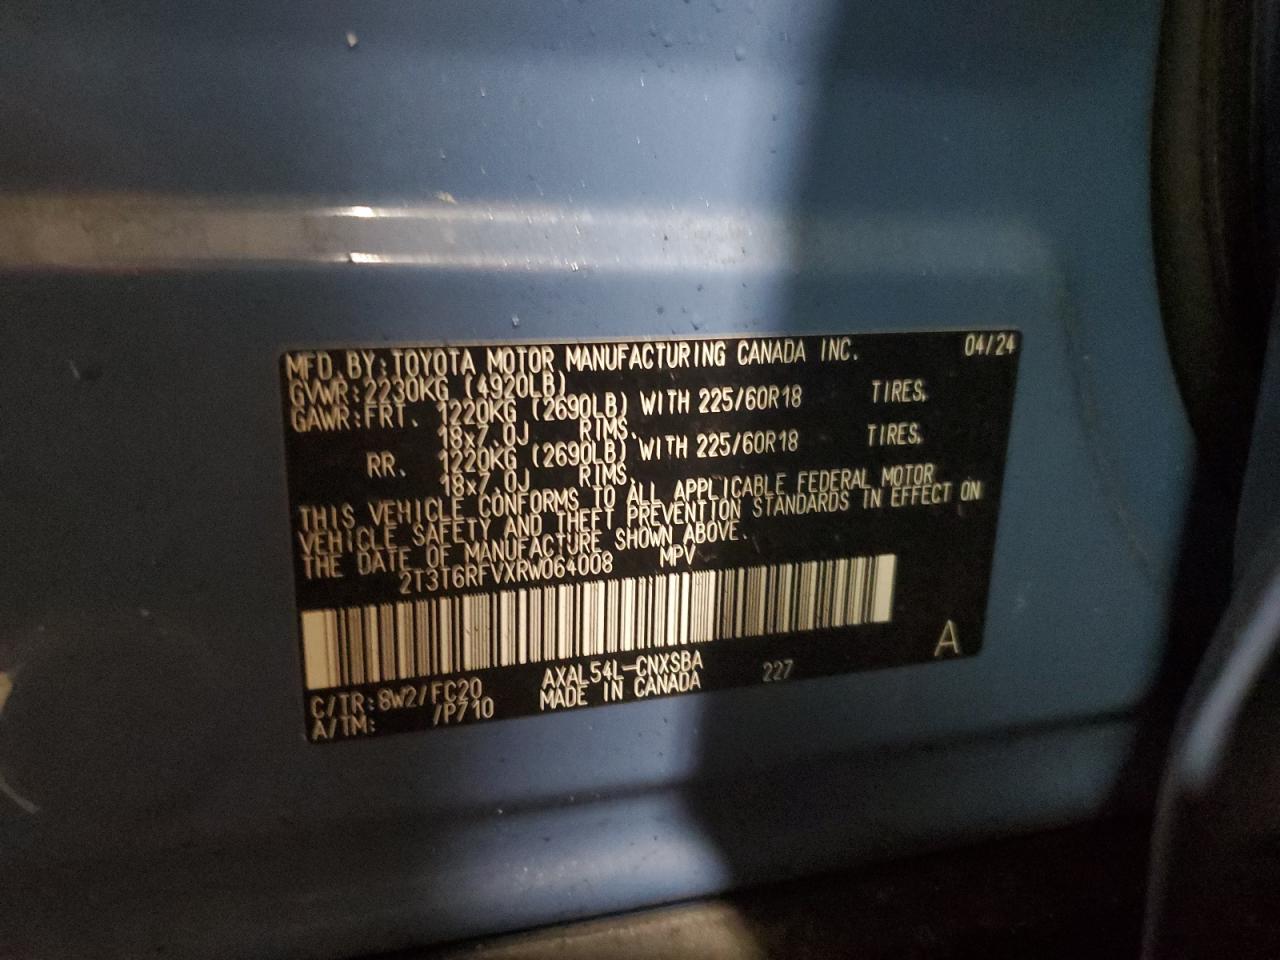 MFD.BY:TOYOTA MOTOR MANUFACTURING CANADA INC. 04/24
GVWR:2230KG (4920LB)
GAWR:FRT. 1220KG (2690LB) WITH 225/60R18 TIRES,
18x7.0J RIMS,
RR. 1220KG (2690LB) WITH 225/60R18 TIRES,
18x7.0J RIMS,
THIS VEHICLE CONFORMS TO ALL APPLICABLE FEDERAL MOTOR
VEHICLE SAFETY AND THEFT PREVENTION STANDARDS IN EFFECT ON
THE DATE OF MANUFACTURE SHOWN ABOVE.
2T3T6RFVXRW064008 MPV
C/TR:8W2/FC20 AXAL54L-CNXSBA 227 A
A/TM: /P710 MADE IN CANADA